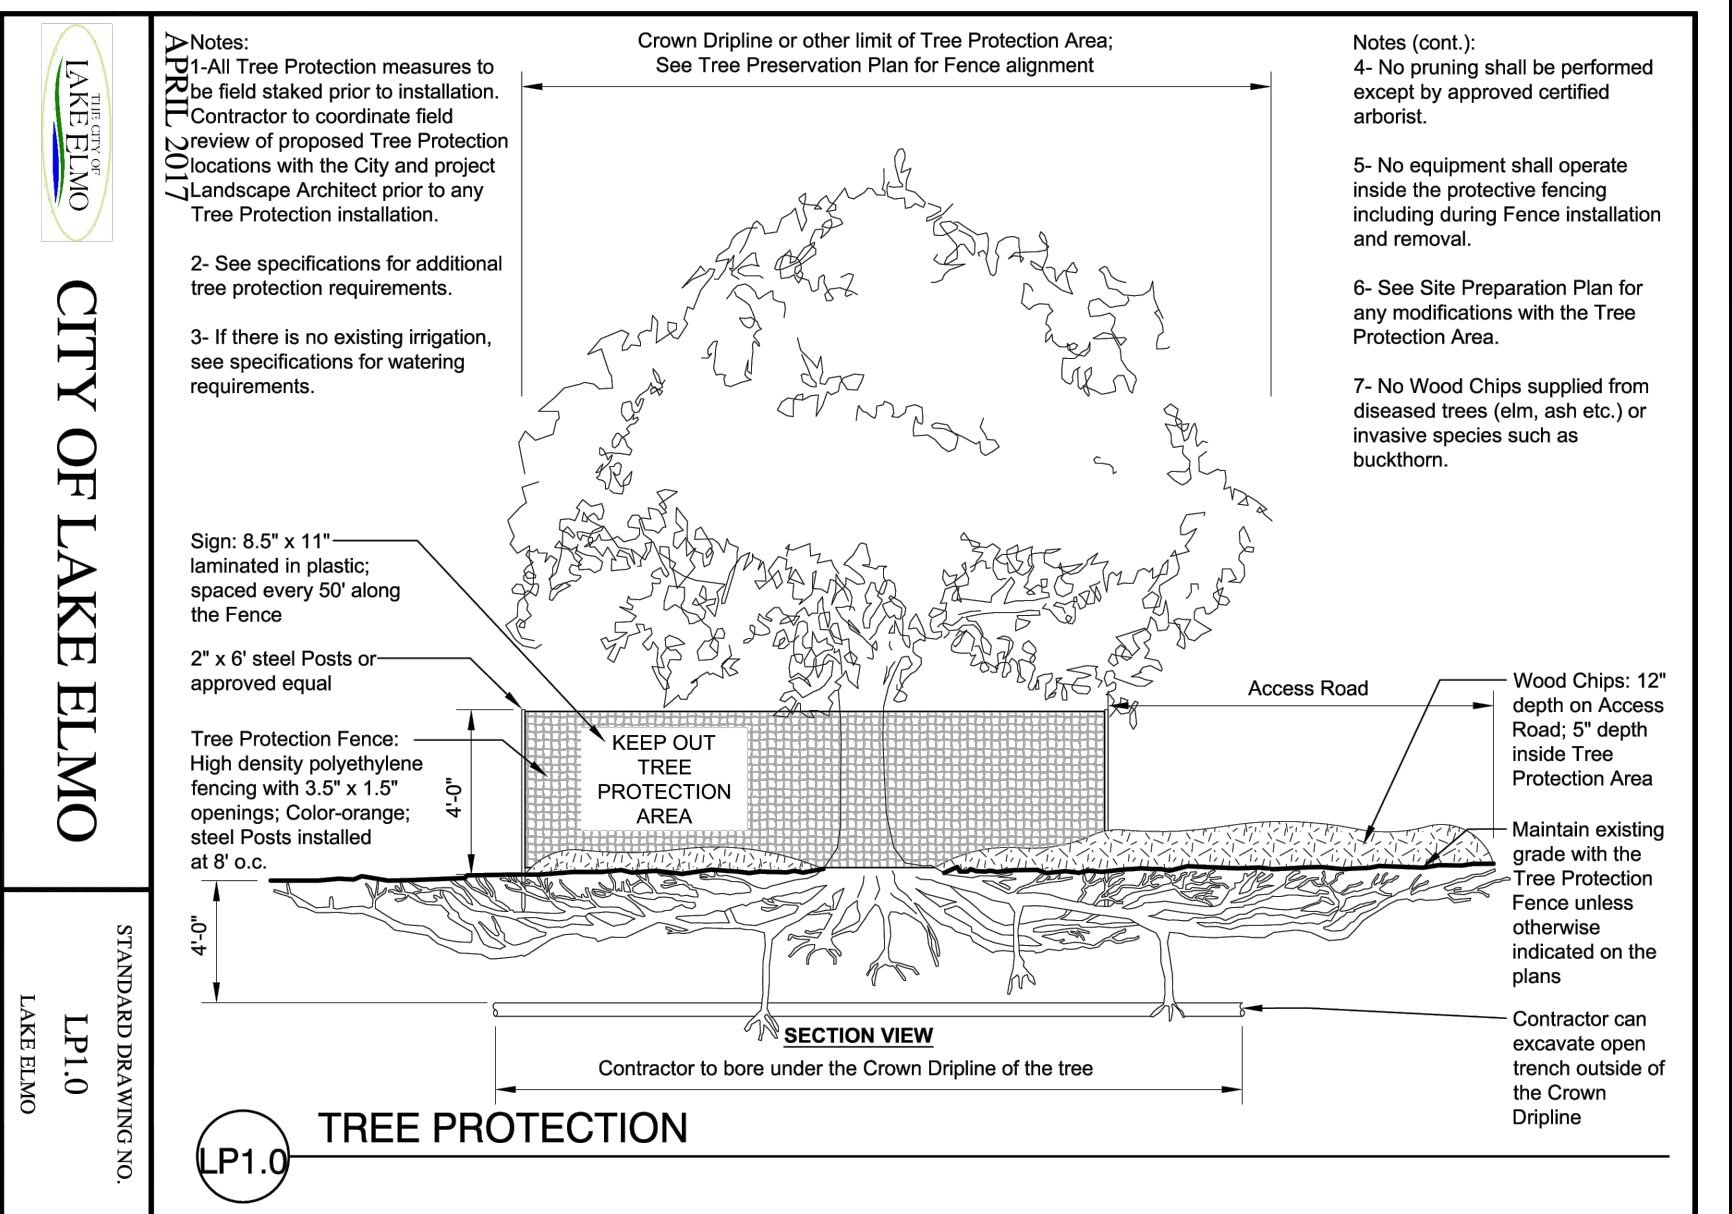 THE CITY OF
LAKE ELMO
CITY OF LAKE ELMO
STANDARD DRAWING NO.
LP1.0
LAKE ELMO
APRIL 2017
Notes:
1-All Tree Protection measures to
be field staked prior to installation.
Contractor to coordinate field
review of proposed Tree Protection
locations with the City and project
Landscape Architect prior to any
Tree Protection installation.
2- See specifications for additional
tree protection requirements.
3- If there is no existing irrigation,
see specifications for watering
requirements.
Crown Dripline or other limit of Tree Protection Area;
See Tree Preservation Plan for Fence alignment
Notes (cont.):
4- No pruning shall be performed
except by approved certified
arborist.
5- No equipment shall operate
inside the protective fencing
including during Fence installation
and removal.
6- See Site Preparation Plan for
any modifications with the Tree
Protection Area.
7- No Wood Chips supplied from
diseased trees (elm, ash etc.) or
invasive species such as
buckthorn.
Sign: 8.5" x 11"
laminated in plastic;
spaced every 50' along
the Fence
2" x 6' steel Posts or
approved equal
Tree Protection Fence:
High density polyethylene
fencing with 3.5" x 1.5"
openings; Color-orange;
steel Posts installed
at 8' o.c.
4'-0"
4'-0"
KEEP OUT
TREE
PROTECTION
AREA
Access Road
Wood Chips: 12"
depth on Access
Road; 5" depth
inside Tree
Protection Area
Maintain existing
grade with the
Tree Protection
Fence unless
otherwise
indicated on the
plans
Contractor can
excavate open
trench outside of
the Crown
Dripline
SECTION VIEW
Contractor to bore under the Crown Dripline of the tree
TREE PROTECTION
LP1.0